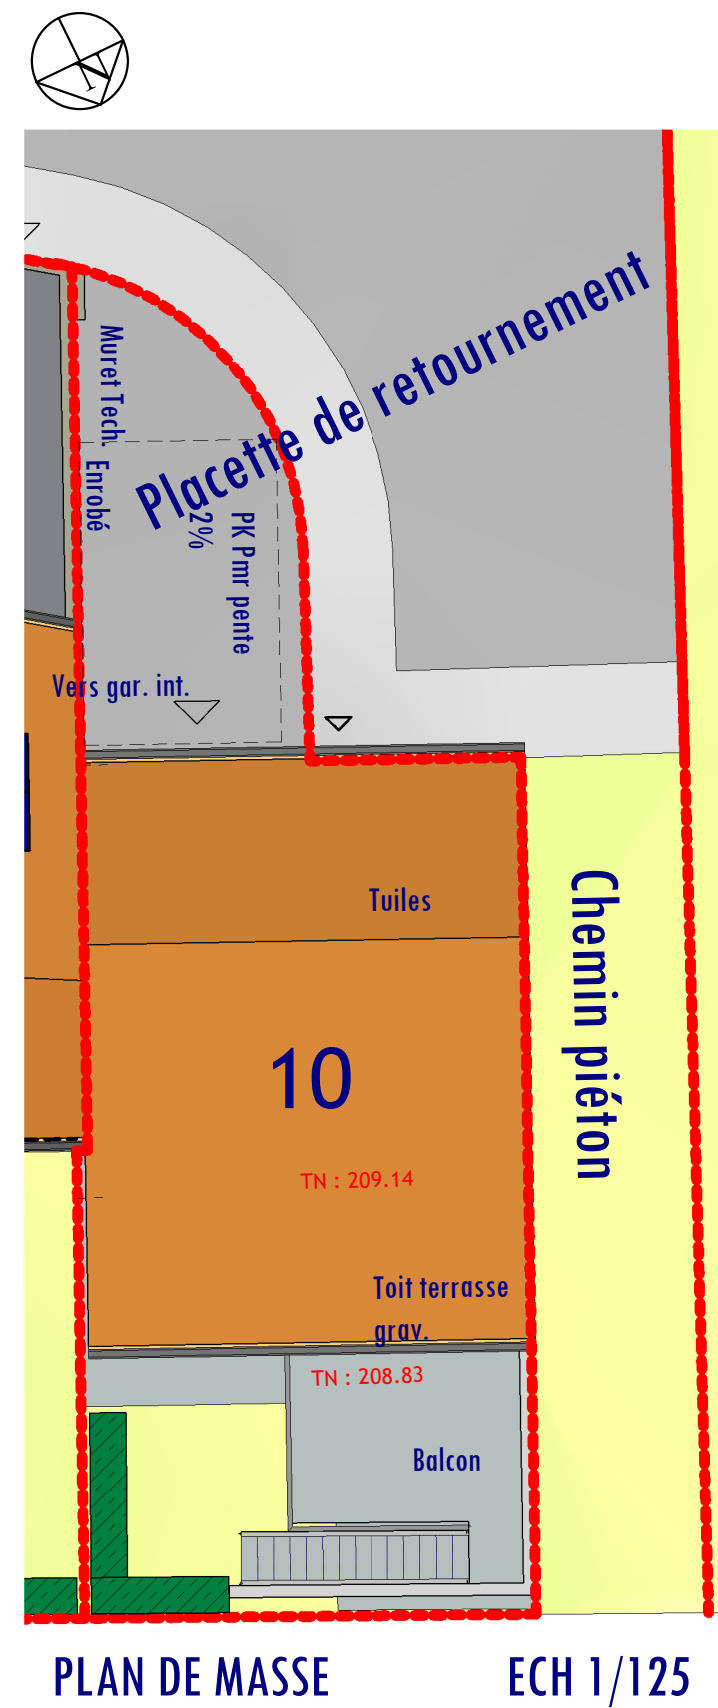 N
Placette de retournement
Muret Tech.
Enrobé
PK Pmr pente
2%
Vers gar. int.
Tuiles
Chemin piéton
10
TN : 209.14
Toit terrasse
grav.
TN : 208.83
Balcon
PLAN DE MASSE
ECH 1/125